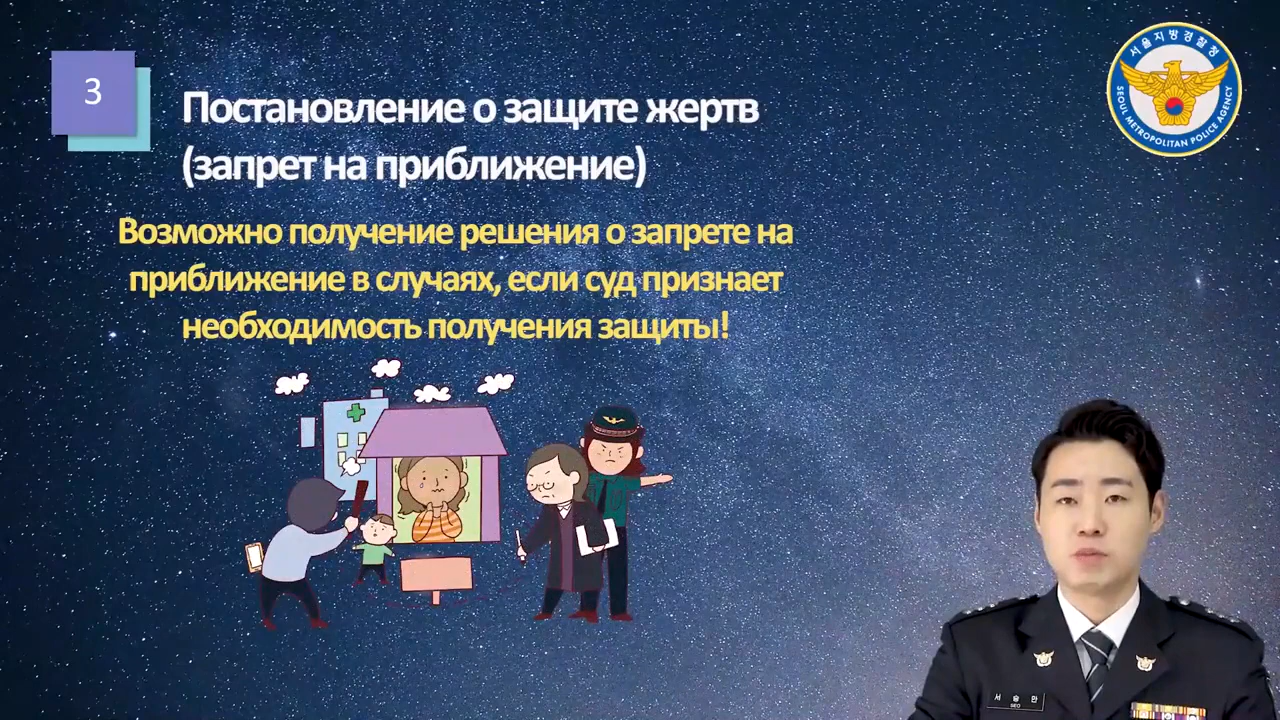 3
Постановление о защите жертв
(запрет на приближение)
Возможно получение решения о запрете на
приближение в случаях, если суд признает
необходимость получения защиты!
서울지방경찰청
SEOUL METROPOLITAN POLICE AGENCY
SEO